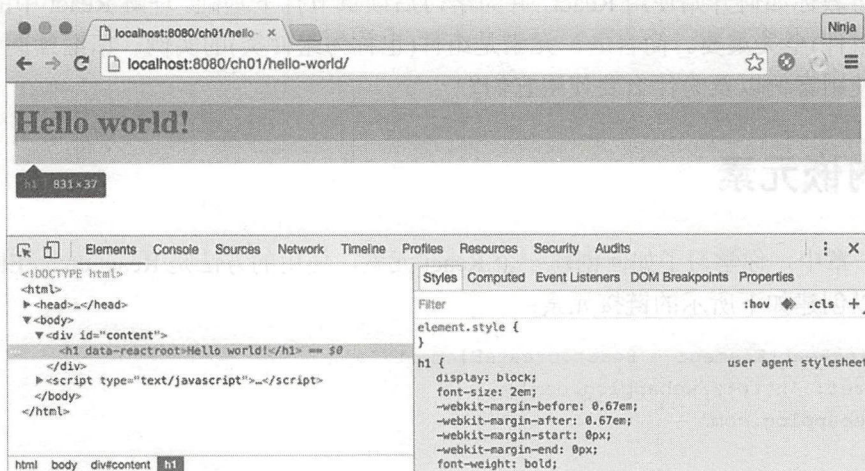 localhost:8080/ch01/hello- ×
Ninja
localhost:8080/ch01/hello-world/
Hello world!
h1 831×37
Elements Console Sources Network Timeline Profiles Resources Security Audits
<!DOCTYPE html>
<html>
▶<head>…</head>
▼<body>
▼<div id="content">
<h1 data-reactroot>Hello world!</h1> == $0
</div>
▶<script type="text/javascript">…</script>
</body>
</html>
html body div#content h1
Styles Computed Event Listeners DOM Breakpoints Properties
Filter :hov .cls +
element.style {
}
h1 { user agent stylesheet
display: block;
font-size: 2em;
-webkit-margin-before: 0.67em;
-webkit-margin-after: 0.67em;
-webkit-margin-start: 0px;
-webkit-margin-end: 0px;
font-weight: bold;